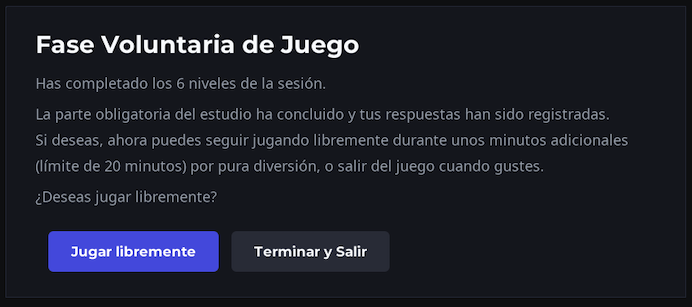 Fase Voluntaria de Juego
Has completado los 6 niveles de la sesión.
La parte obligatoria del estudio ha concluido y tus respuestas han sido registradas.
Si deseas, ahora puedes seguir jugando libremente durante unos minutos adicionales
(límite de 20 minutos) por pura diversión, o salir del juego cuando gustes.
¿Deseas jugar libremente?
Jugar libremente
Terminar y Salir